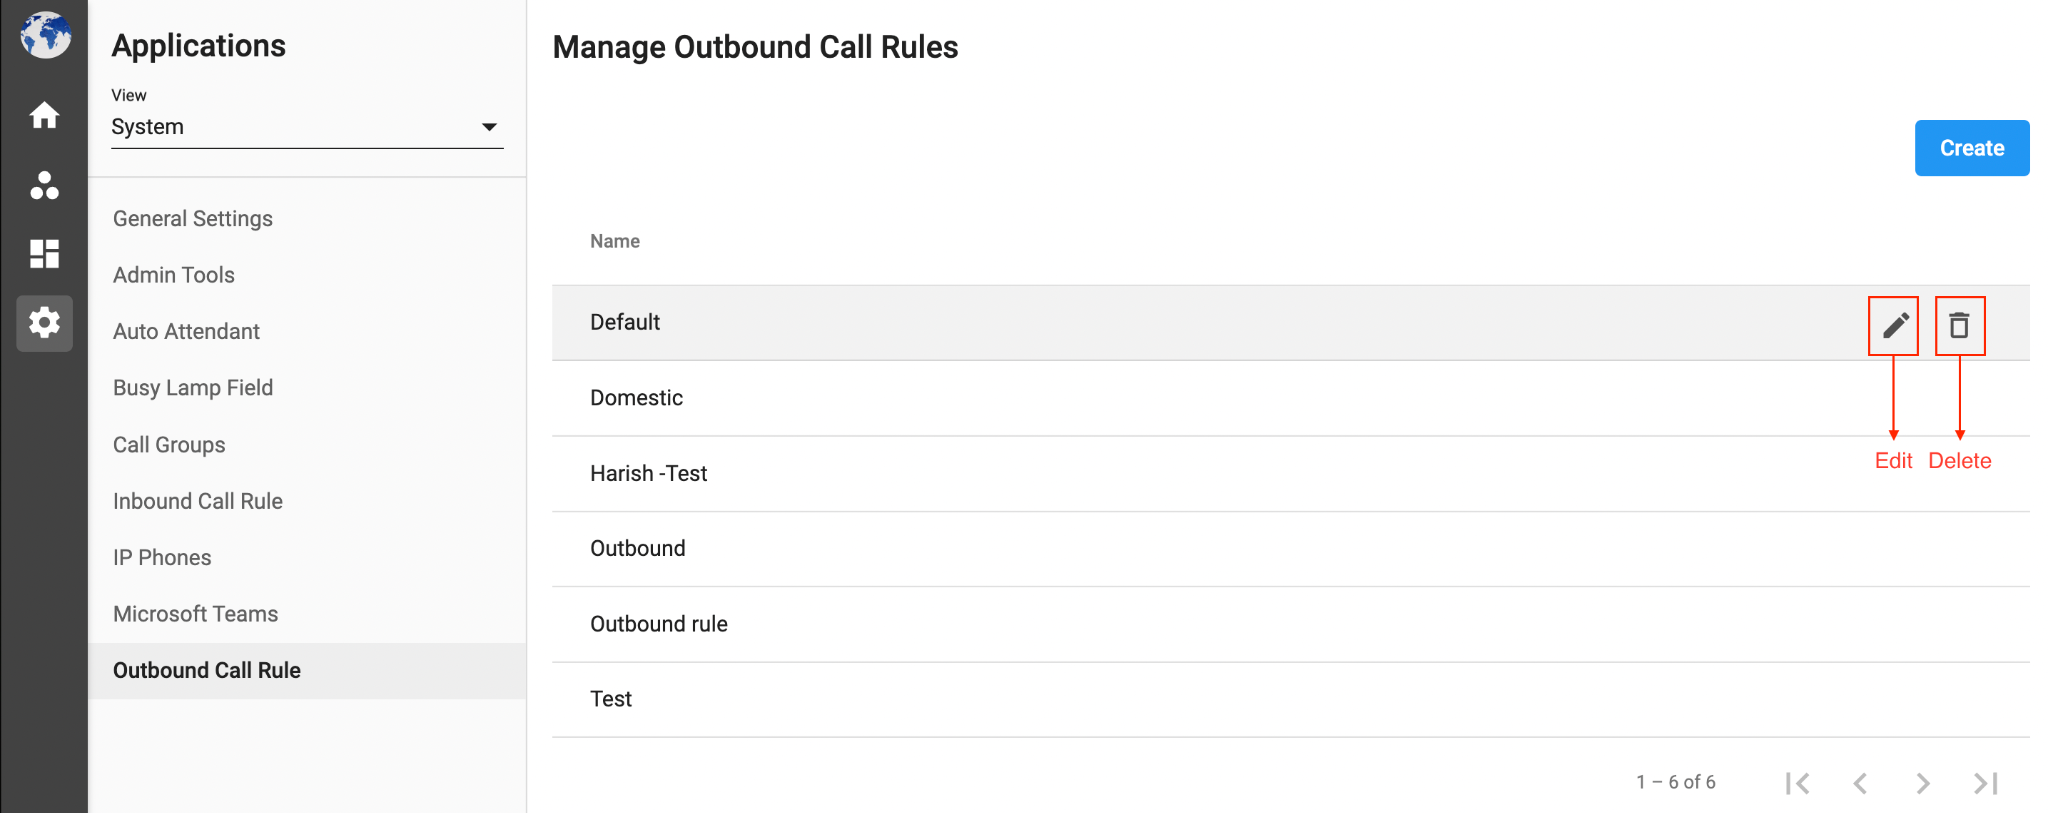 Applications
View
System
General Settings
Admin Tools
Auto Attendant
Busy Lamp Field
Call Groups
Inbound Call Rule
IP Phones
Microsoft Teams
Outbound Call Rule
Manage Outbound Call Rules
Create
Name
Default
Domestic
Edit Delete
Harish -Test
Outbound
Outbound rule
Test
1 – 6 of 6